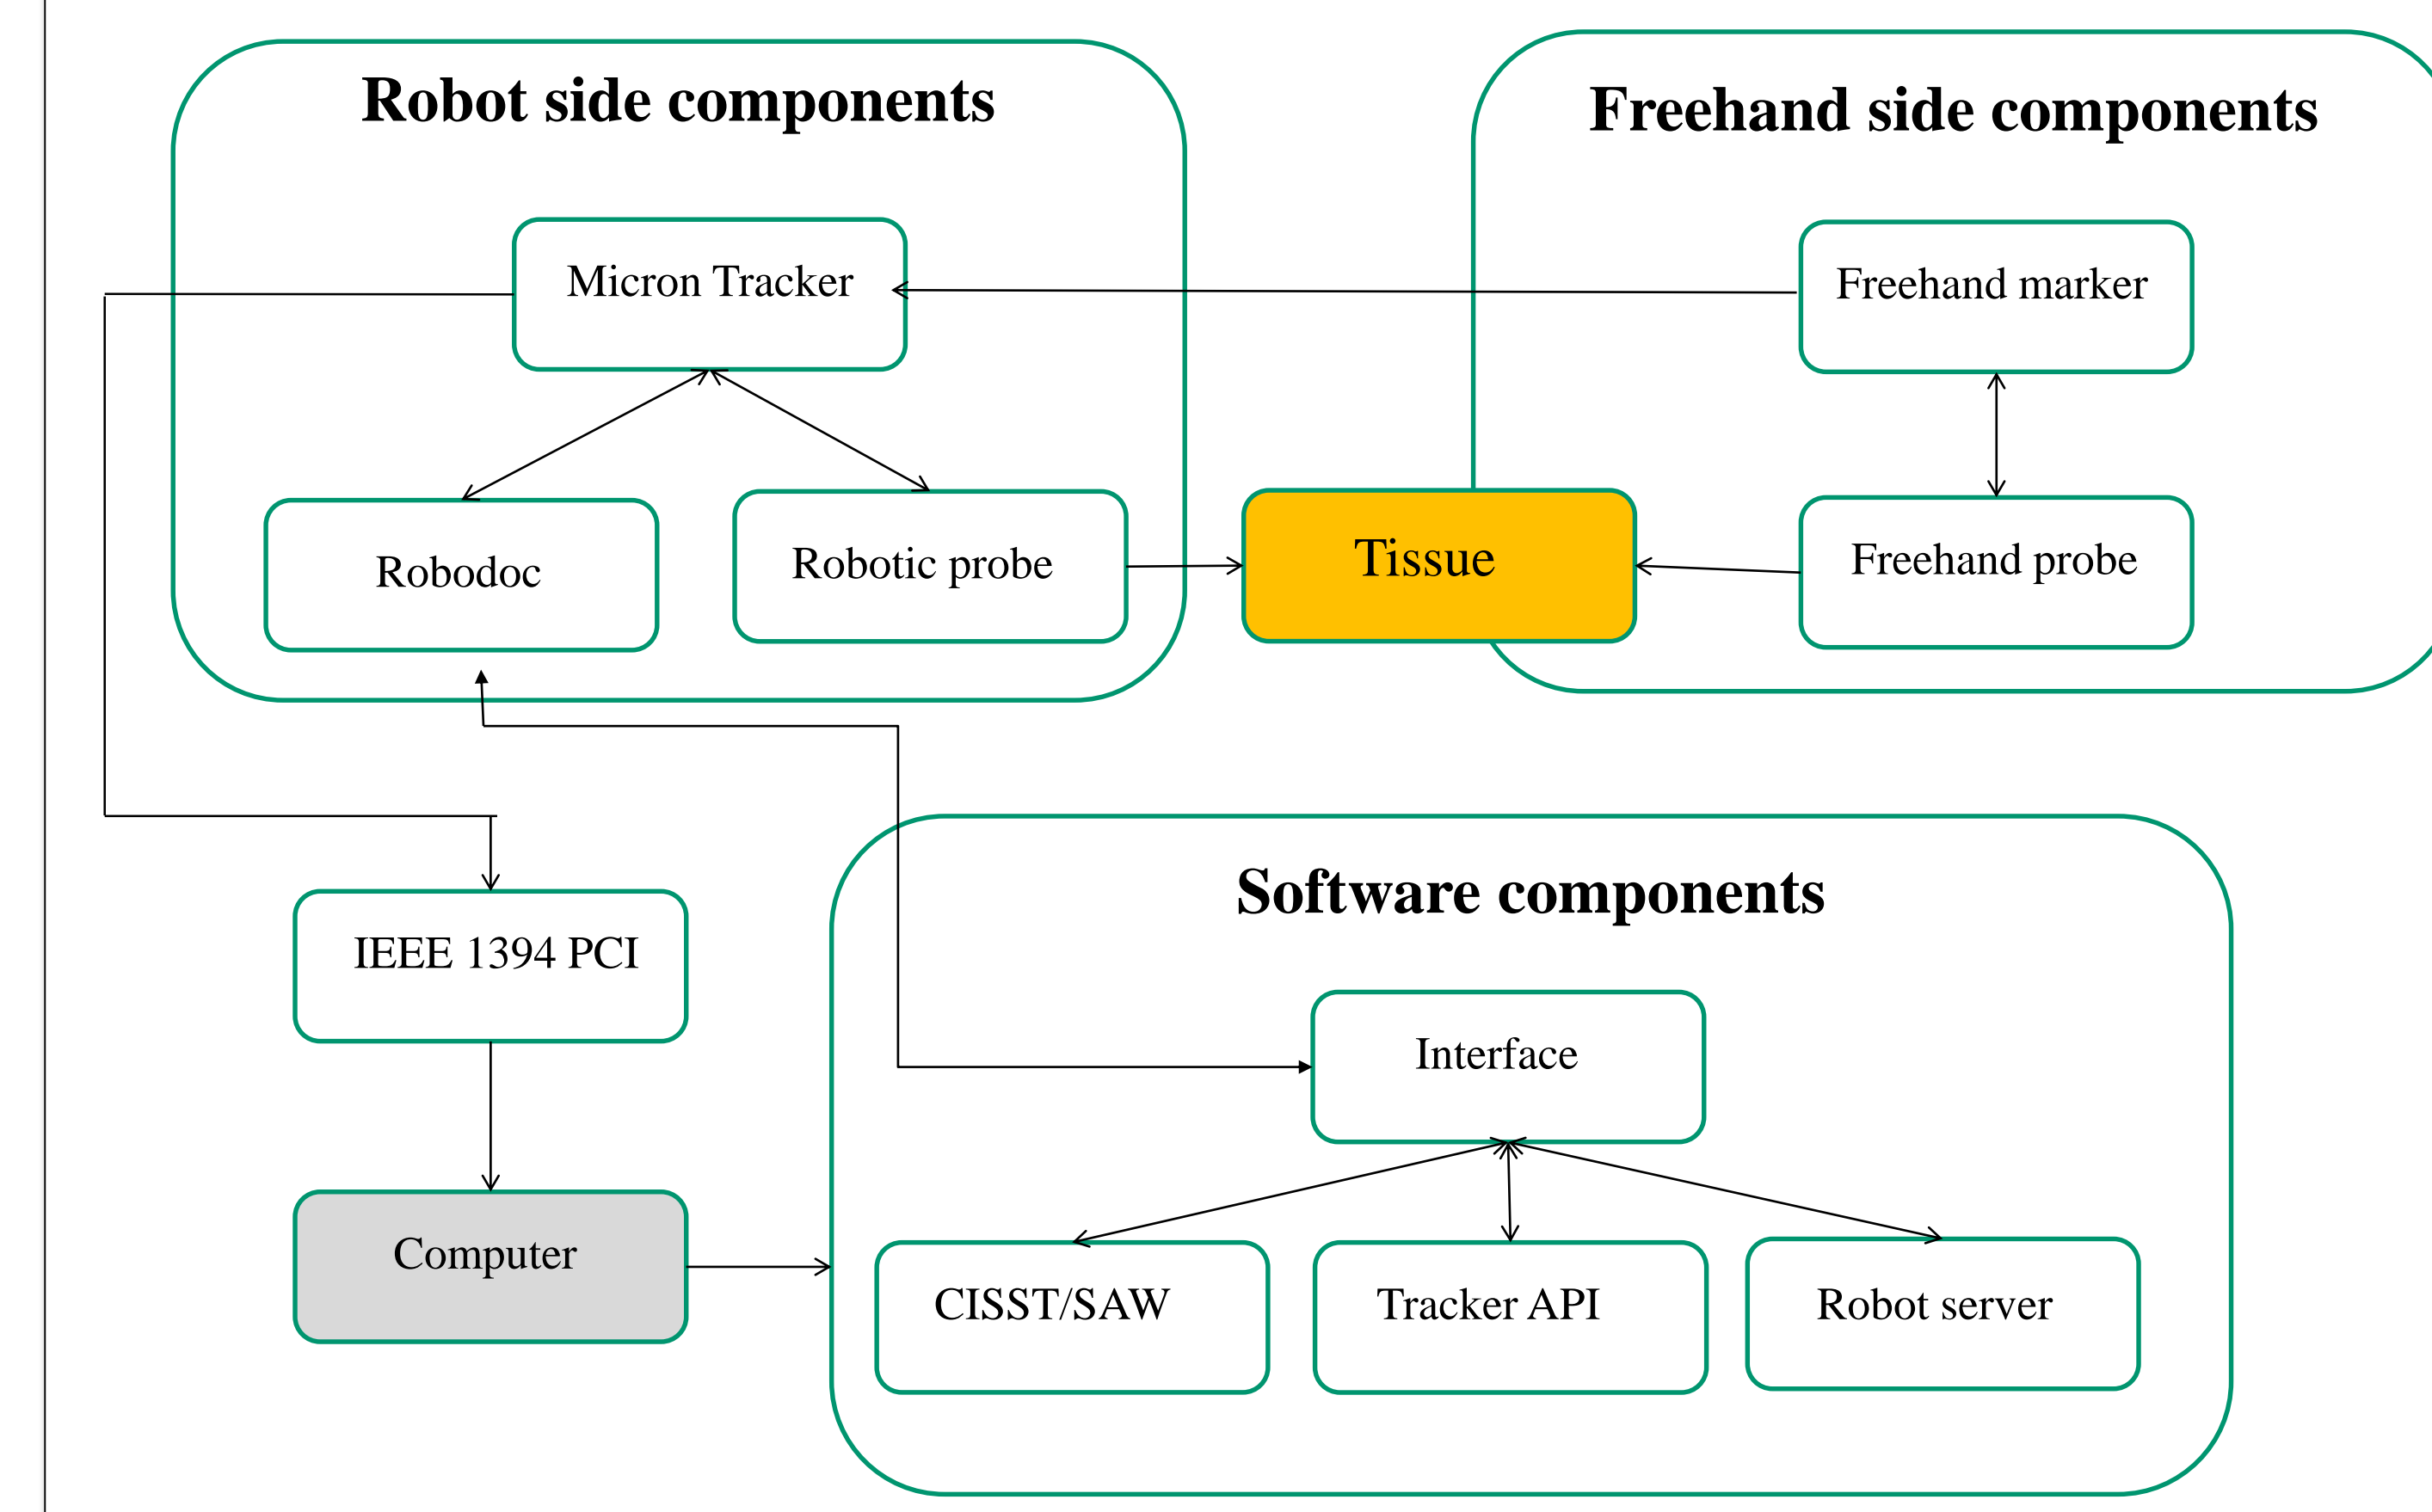 Robot side components
Freehand side components
Micron Tracker
Freehand marker
Robodoc
Robotic probe
Tissue
Freehand probe
Software components
IEEE 1394 PCI
Interface
Computer
CISST/SAW
Tracker API
Robot server